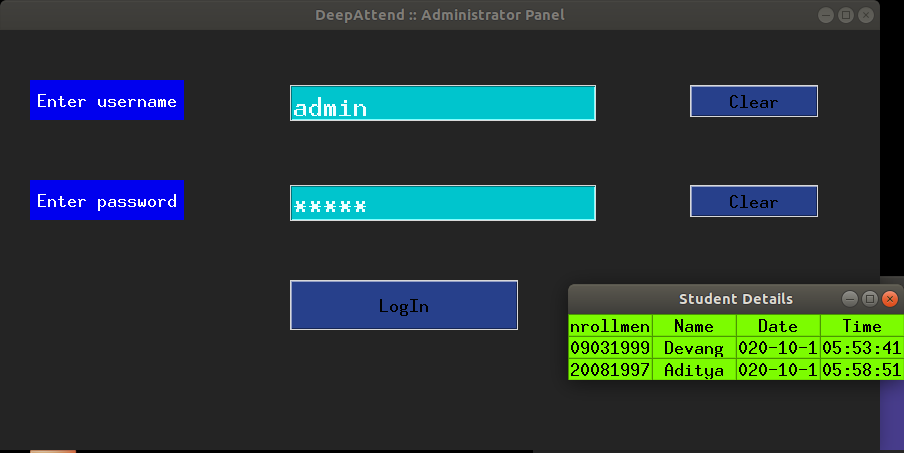 DeepAttend :: Administrator Panel
Enter username admin Clear
Enter password ***** Clear
LogIn
Student Details
nrollmen Name Date Time
09031999 Devang 020-10-1 05:53:41
20081997 Aditya 020-10-1 05:58:51